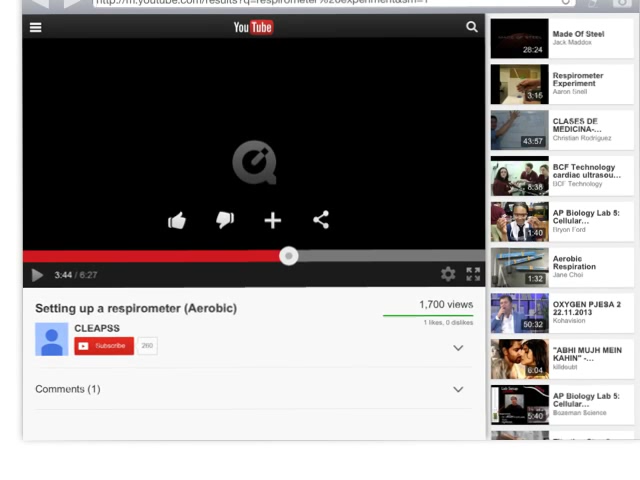 http://m.youtube.com/results?q=respirometer%20experiment&sm=1
YouTube
3:44 / 6:27
Setting up a respirometer (Aerobic)
1,700 views
1 likes, 0 dislikes
CLEAPSS
Subscribe
260
Comments (1)
28:24
Made Of Steel
Jack Maddox
3:16
Respirometer
Experiment
Aaron Snell
43:57
CLASES DE
MEDICINA-...
Christian Rodriguez
8:38
BCF Technology
cardiac ultrasou...
BCF Technology
1:40
AP Biology Lab 5:
Cellular...
Bryon Ford
1:32
Aerobic
Respiration
Jane Choi
50:32
OXYGEN PJESA 2
22.11.2013
Kohavision
6:04
"ABHI MUJH MEIN
KAHIN" -...
killdoubt
5:40
AP Biology Lab 5:
Cellular...
Bozeman Science